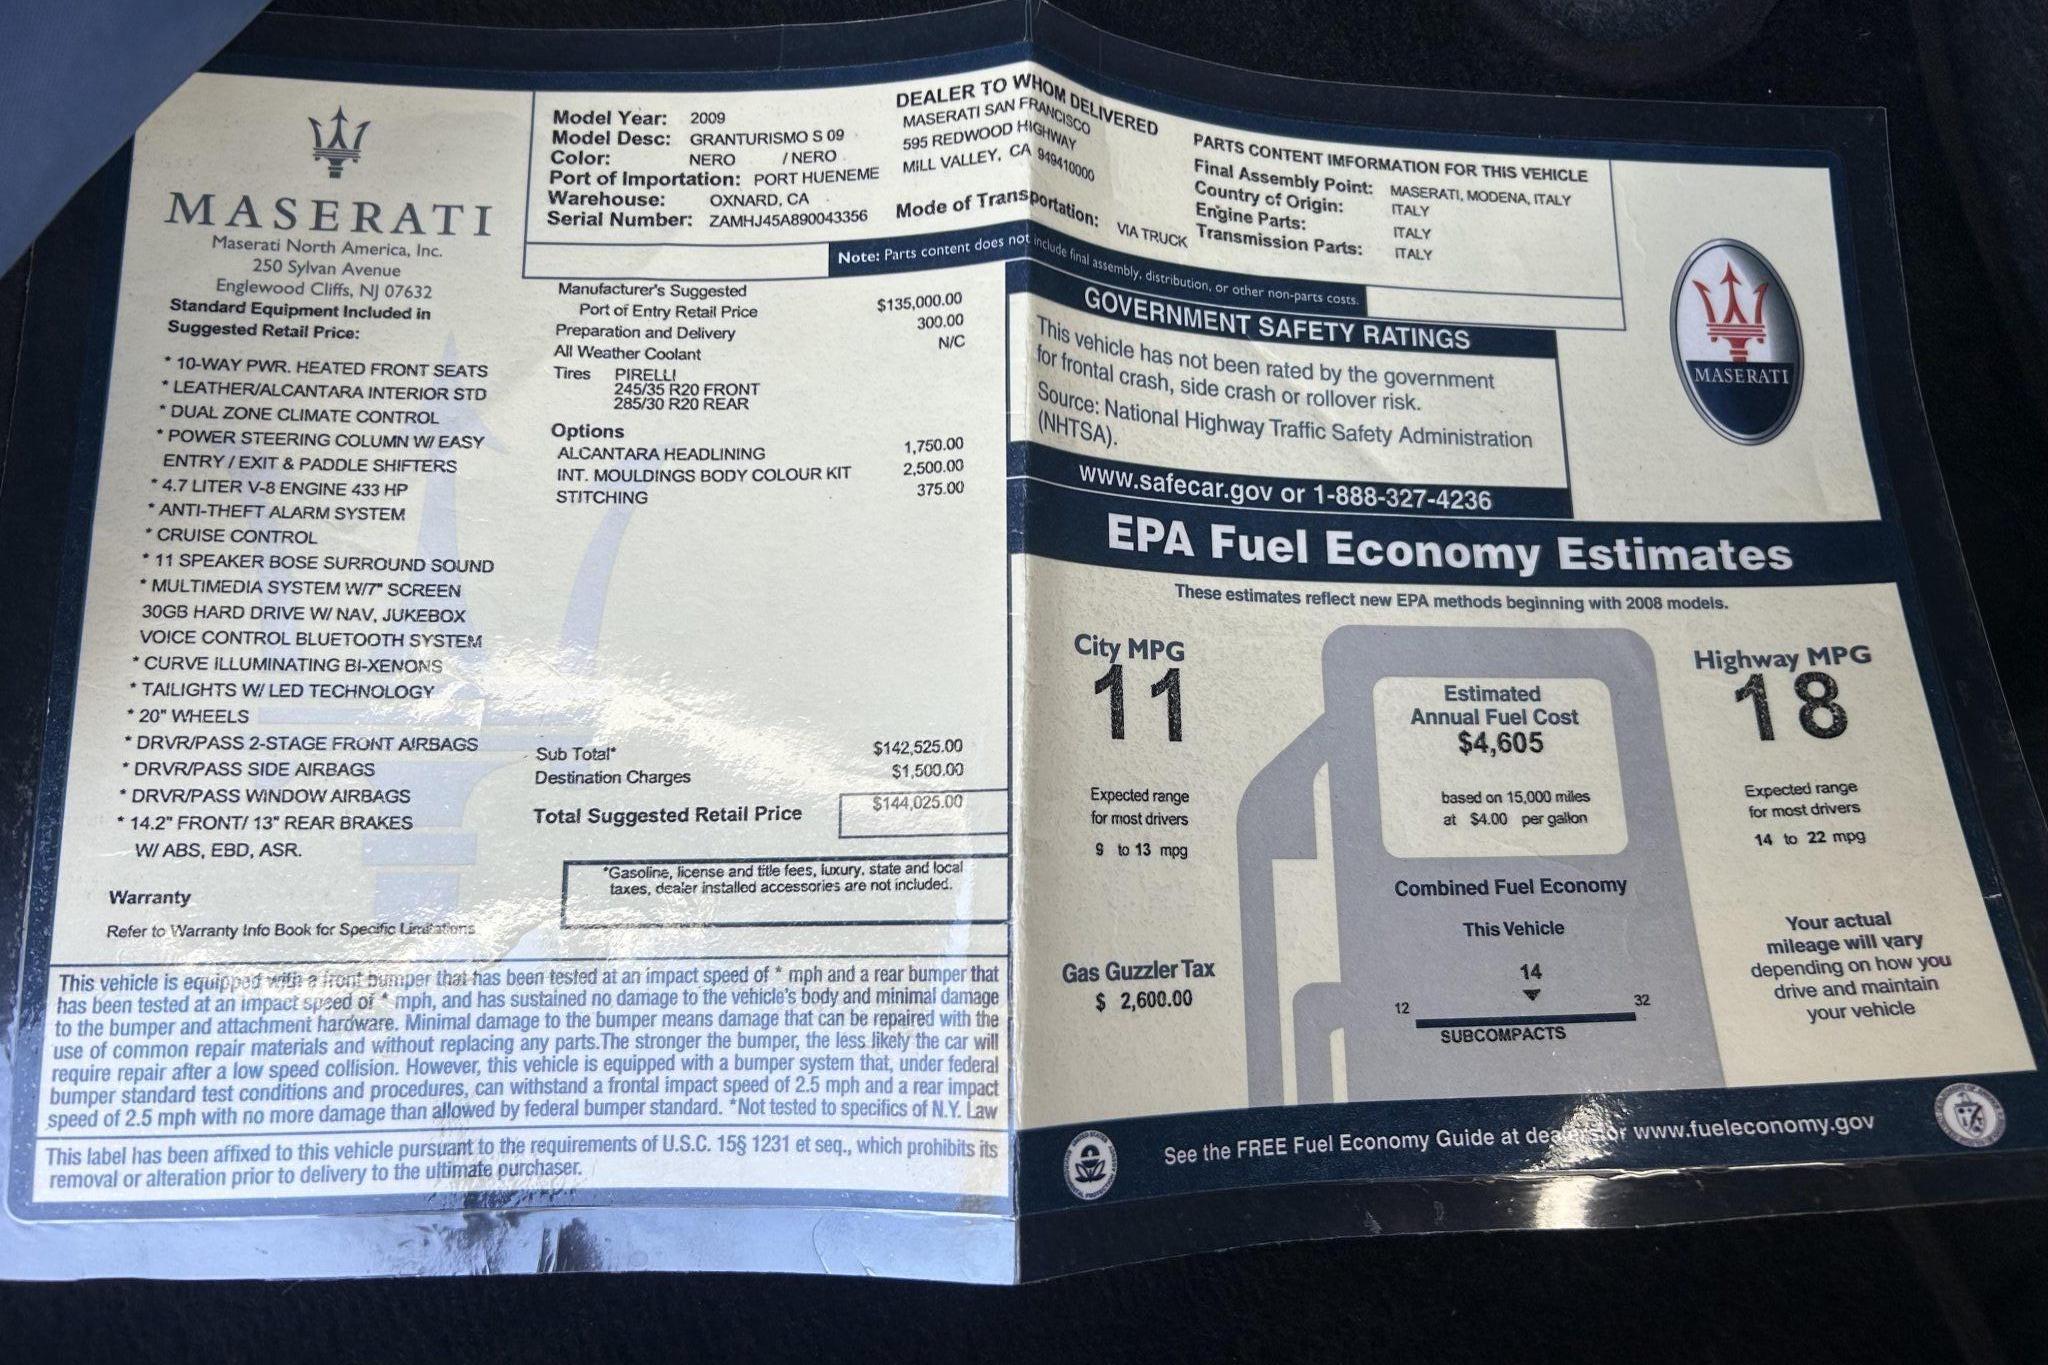 MASERATI
Maserati North America, Inc.
250 Sylvan Avenue
Englewood Cliffs, NJ 07632
Standard Equipment Included in
Suggested Retail Price:
* 10-WAY PWR. HEATED FRONT SEATS
* LEATHER/ALCANTARA INTERIOR STD
* DUAL ZONE CLIMATE CONTROL
* POWER STEERING COLUMN W/ EASY
ENTRY / EXIT & PADDLE SHIFTERS
* 4.7 LITER V-8 ENGINE 433 HP
* ANTI-THEFT ALARM SYSTEM
* CRUISE CONTROL
* 11 SPEAKER BOSE SURROUND SOUND
* MULTIMEDIA SYSTEM W/7" SCREEN
30GB HARD DRIVE W/ NAV, JUKEBOX
VOICE CONTROL BLUETOOTH SYSTEM
* CURVE ILLUMINATING BI-XENONS
* TAILIGHTS W/ LED TECHNOLOGY
* 20" WHEELS
* DRVR/PASS 2-STAGE FRONT AIRBAGS
* DRVR/PASS SIDE AIRBAGS
* DRVR/PASS WINDOW AIRBAGS
* 14.2" FRONT/ 13" REAR BRAKES
W/ ABS, EBD, ASR.
Warranty
Refer to Warranty Info Book for Specific Limitations
Model Year: 2009
Model Desc: GRANTURISMO S 09
Color: NERO / NERO
Port of Importation: PORT HUENEME
Warehouse: OXNARD, CA
Serial Number: ZAMHJ45A890043356
DEALER TO WHOM DELIVERED
MASERATI SAN FRANCISCO
595 REDWOOD HIGHWAY
MILL VALLEY, CA 949410000
Mode of Transportation: VIA TRUCK
PARTS CONTENT IMFORMATION FOR THIS VEHICLE
Final Assembly Point: MASERATI, MODENA, ITALY
Country of Origin: ITALY
Engine Parts: ITALY
Transmission Parts: ITALY
Note: Parts content does not include final assembly, distribution, or other non-parts costs.
Manufacturer's Suggested
Port of Entry Retail Price $135,000.00
Preparation and Delivery 300.00
All Weather Coolant N/C
Tires PIRELLI
245/35 R20 FRONT
285/30 R20 REAR
Options
ALCANTARA HEADLINING 1,750.00
INT. MOULDINGS BODY COLOUR KIT 2,500.00
STITCHING 375.00
Sub Total* $142,525.00
Destination Charges $1,500.00
Total Suggested Retail Price $144,025.00
*Gasoline, license and title fees, luxury, state and local
taxes, dealer installed accessories are not included.
This vehicle is equipped with a front bumper that has been tested at an impact speed of * mph and a rear bumper that
has been tested at an impact speed of * mph, and has sustained no damage to the vehicle's body and minimal damage
to the bumper and attachment hardware. Minimal damage to the bumper means damage that can be repaired with the
use of common repair materials and without replacing any parts.The stronger the bumper, the less likely the car will
require repair after a low speed collision. However, this vehicle is equipped with a bumper system that, under federal
bumper standard test conditions and procedures, can withstand a frontal impact speed of 2.5 mph and a rear impact
speed of 2.5 mph with no more damage than allowed by federal bumper standard. *Not tested to specifics of N.Y. Law
This label has been affixed to this vehicle pursuant to the requirements of U.S.C. 15§ 1231 et seq., which prohibits its
removal or alteration prior to delivery to the ultimate purchaser.
GOVERNMENT SAFETY RATINGS
This vehicle has not been rated by the government
for frontal crash, side crash or rollover risk.
Source: National Highway Traffic Safety Administration
(NHTSA).
www.safecar.gov or 1-888-327-4236
MASERATI
EPA Fuel Economy Estimates
These estimates reflect new EPA methods beginning with 2008 models.
City MPG
11
Expected range
for most drivers
9 to 13 mpg
Gas Guzzler Tax
$ 2,600.00
Estimated
Annual Fuel Cost
$4,605
based on 15,000 miles
at $4.00 per gallon
Combined Fuel Economy
This Vehicle
14
12 32
SUBCOMPACTS
Highway MPG
18
Expected range
for most drivers
14 to 22 mpg
Your actual
mileage will vary
depending on how you
drive and maintain
your vehicle
See the FREE Fuel Economy Guide at dealers or www.fueleconomy.gov